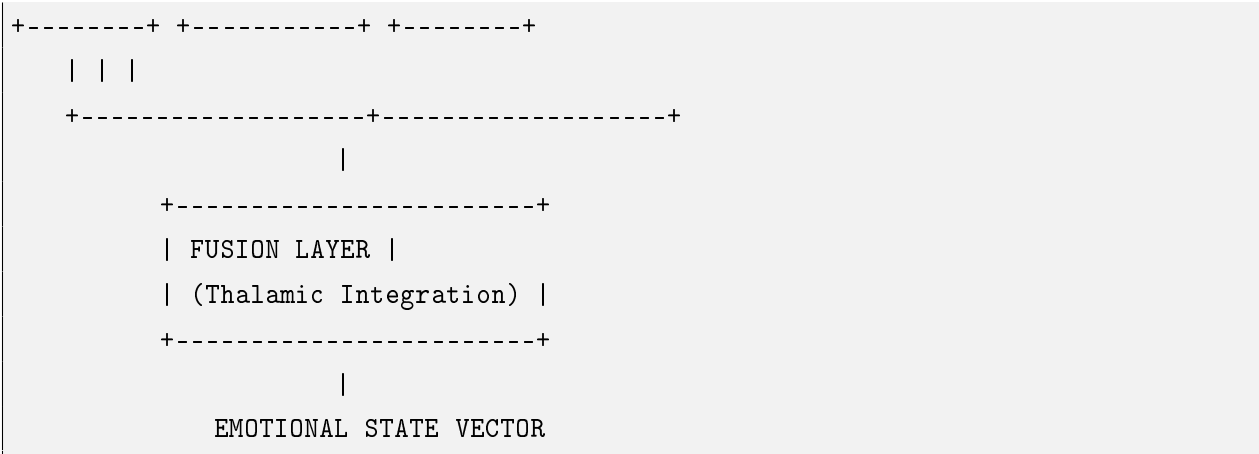 +--------+ +-----------+ +--------+
    | | |
    +-------------------+-------------------+
                      |
          +------------------------+
          | FUSION LAYER |
          | (Thalamic Integration) |
          +------------------------+
                      |
             EMOTIONAL STATE VECTOR